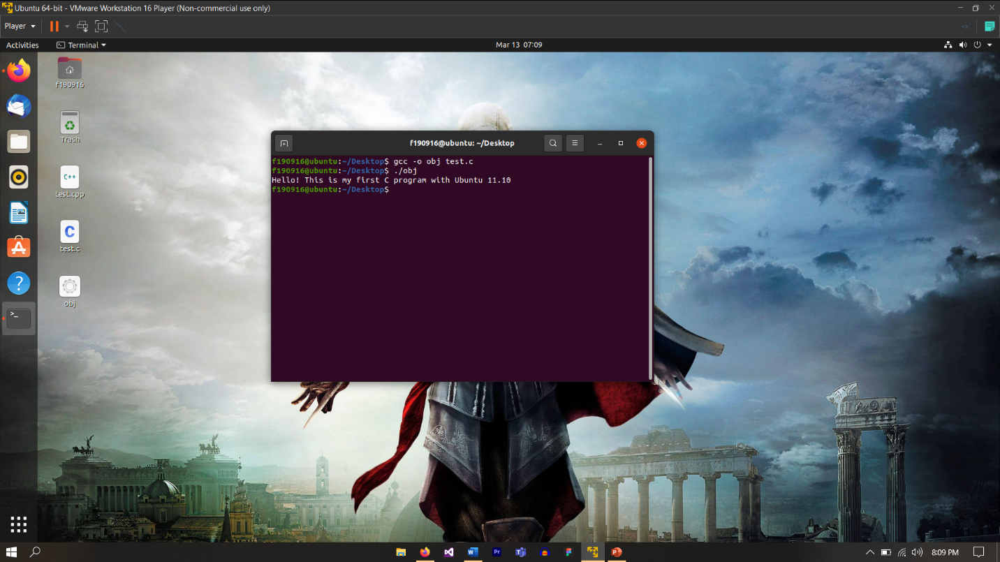 Ubuntu 64-bit - VMware Workstation 16 Player (Non-commercial use only)
Player
Activities
Terminal
Mar 13 07:09
f190916
Trash
C++
test.cpp
C
test.c
obj
f190916@ubuntu: ~/Desktop
f190916@ubuntu:~/Desktop$ gcc -o obj test.c
f190916@ubuntu:~/Desktop$ ./obj
Hello! This is my first C program with Ubuntu 11.10
f190916@ubuntu:~/Desktop$
8:09 PM